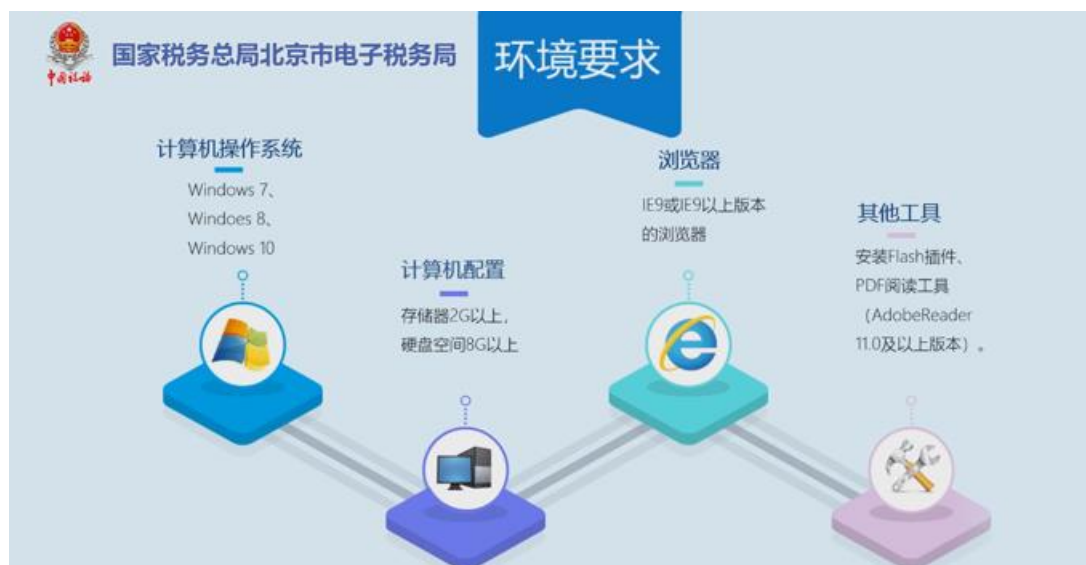 国家税务总局北京市电子税务局
环境要求
中国税务
计算机操作系统
Windows 7、
Windoes 8、
Windows 10
计算机配置
存储器2G以上,
硬盘空间8G以上
浏览器
IE9或IE9以上版本
的浏览器
其他工具
安装Flash插件、
PDF阅读工具
(AdobeReader
11.0及以上版本)。